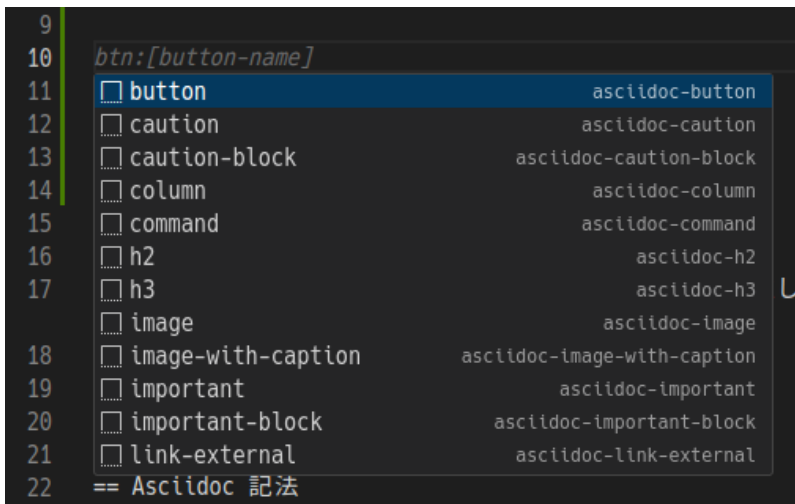 9
10 btn:[button-name]
11 button asciidoc-button
12 caution asciidoc-caution
13 caution-block asciidoc-caution-block
14 column asciidoc-column
15 command asciidoc-command
16 h2 asciidoc-h2
17 h3 asciidoc-h3 し
image asciidoc-image
18 image-with-caption asciidoc-image-with-caption
19 important asciidoc-important
20 important-block asciidoc-important-block
21 link-external asciidoc-link-external
22 == Asciidoc 記法